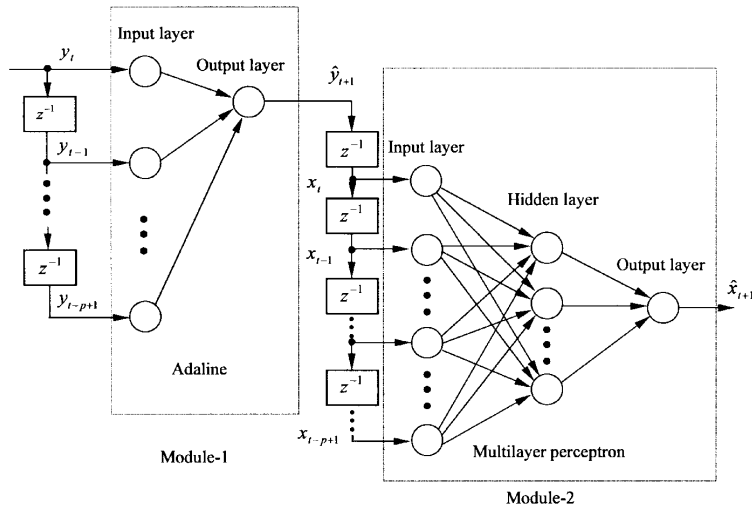 y_t
Input layer
Output layer
z⁻¹
y_{t-1}
z⁻¹
y_{t-p+1}
Adaline
Module-1
ŷ_{t+1}
z⁻¹
x_t
z⁻¹
x_{t-1}
z⁻¹
z⁻¹
x_{t-p+1}
Input layer
Hidden layer
Output layer
x̂_{t+1}
Multilayer perceptron
Module-2